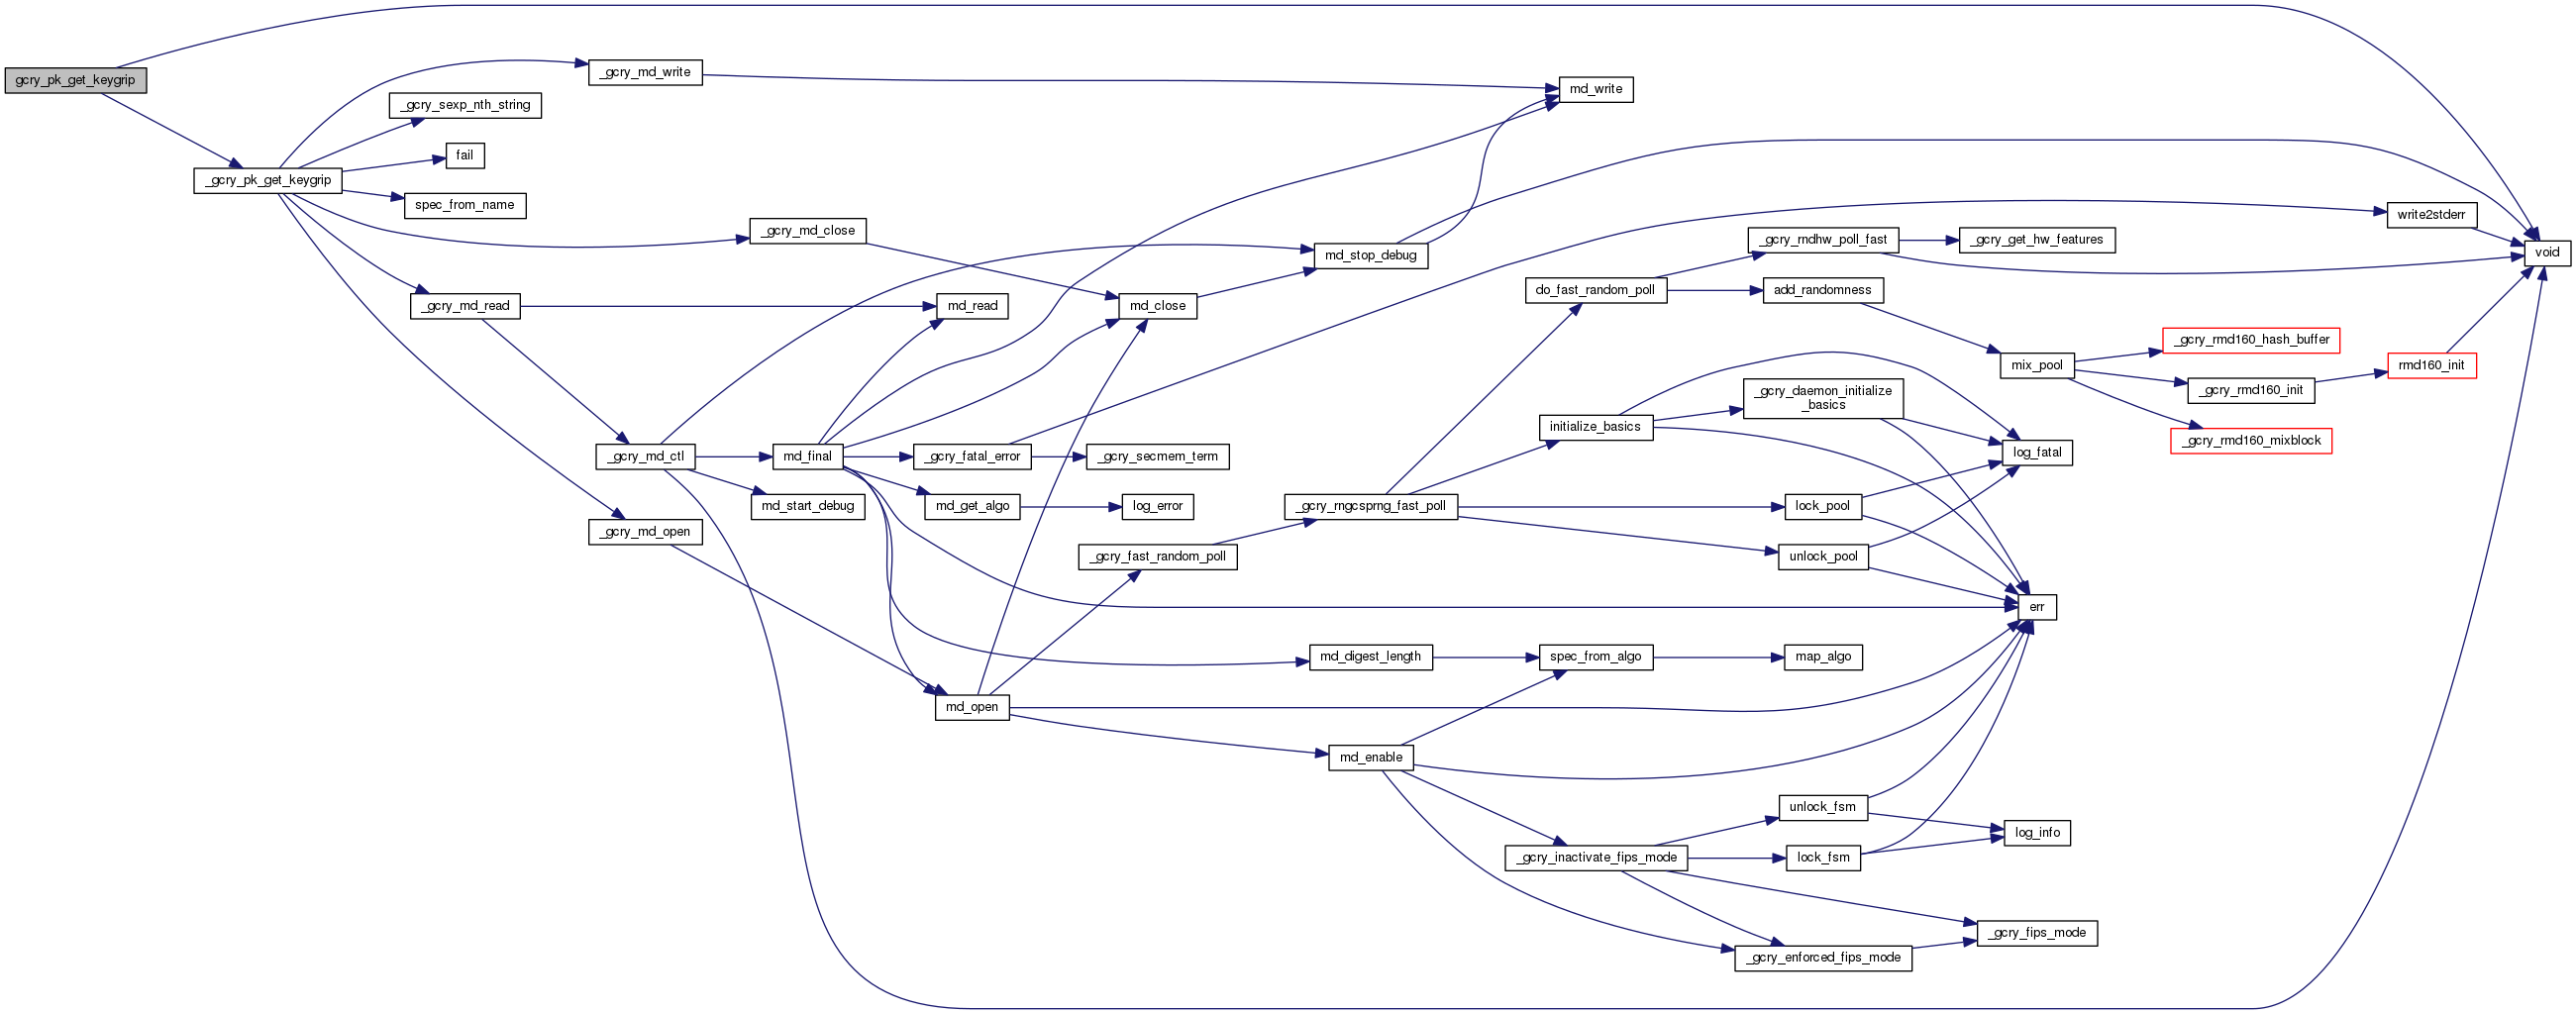 gcry_pk_get_keygrip
_gcry_pk_get_keygrip
_gcry_md_write
_gcry_sexp_nth_string
fail
spec_from_name
_gcry_md_close
_gcry_md_read
_gcry_md_ctl
_gcry_md_open
md_final
md_start_debug
md_read
_gcry_fatal_error
md_get_algo
md_open
md_close
_gcry_secmem_term
log_error
_gcry_fast_random_poll
md_stop_debug
_gcry_rngcsprng_fast_poll
md_digest_length
md_enable
md_write
do_fast_random_poll
initialize_basics
spec_from_algo
_gcry_inactivate_fips_mode
_gcry_rndhw_poll_fast
add_randomness
_gcry_daemon_initialize
_basics
lock_pool
unlock_pool
map_algo
unlock_fsm
lock_fsm
_gcry_enforced_fips_mode
_gcry_get_hw_features
mix_pool
log_fatal
err
log_info
_gcry_fips_mode
_gcry_rmd160_hash_buffer
_gcry_rmd160_init
_gcry_rmd160_mixblock
write2stderr
rmd160_init
void